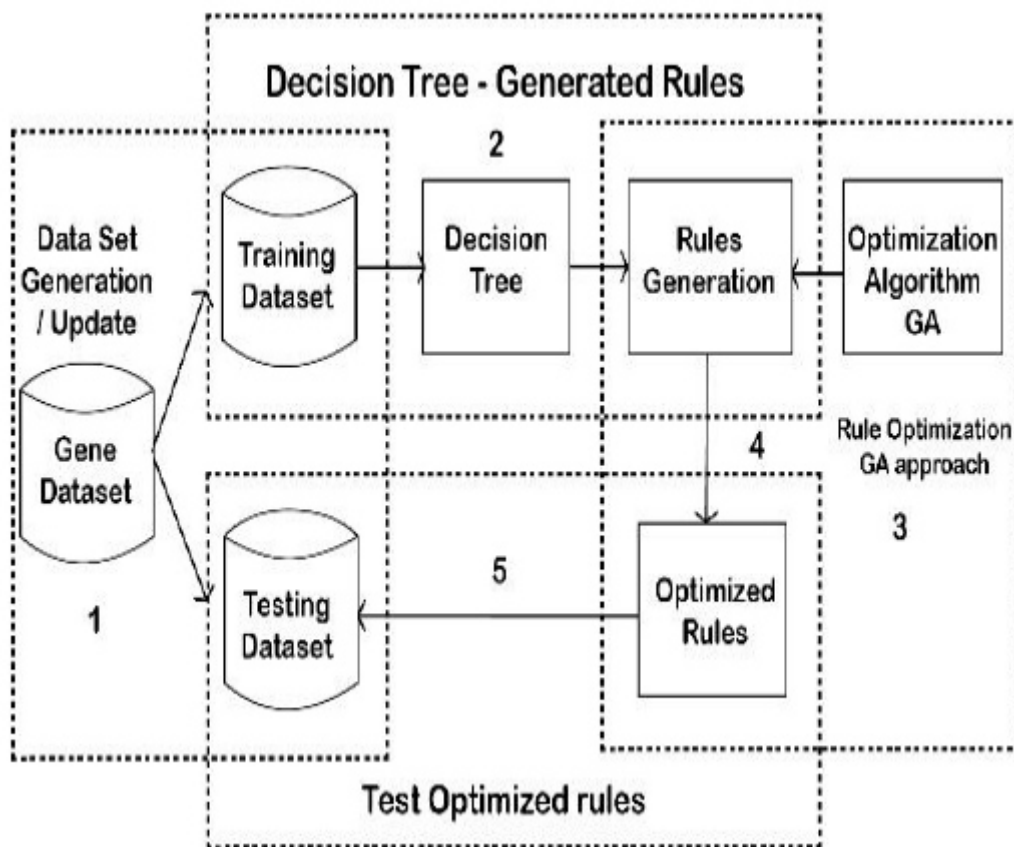 Decision Tree - Generated Rules
2
Data Set
Generation
/ Update
Training
Dataset
Decision
Tree
Rules
Generation
Optimization
Algorithm
GA
Gene
Dataset
1
4
Rule Optimization
GA approach
3
Testing
Dataset
5
Optimized
Rules
Test Optimized rules